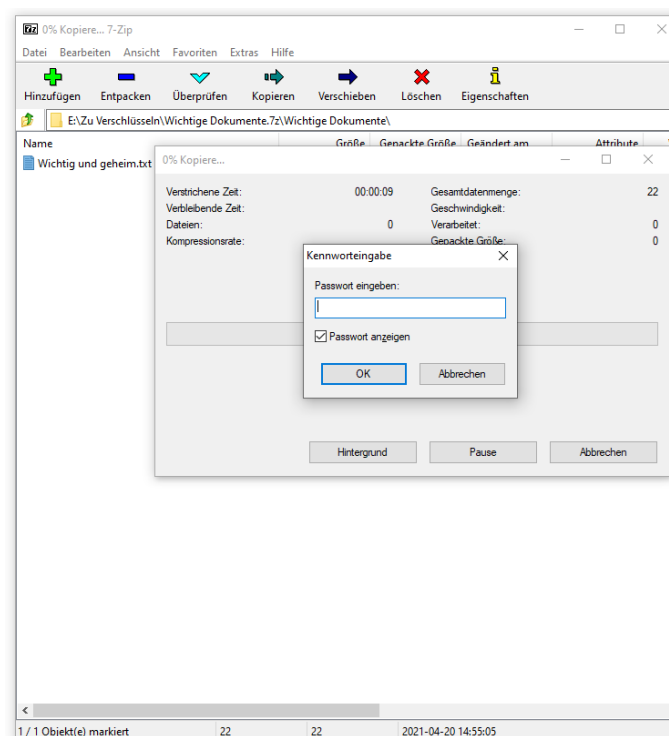 7z 0% Kopiere... 7-Zip
Datei Bearbeiten Ansicht Favoriten Extras Hilfe
Hinzufügen Entpacken Überprüfen Kopieren Verschieben Löschen Eigenschaften
E:\Zu Verschlüsseln\Wichtige Dokumente.7z\Wichtige Dokumente\
Name Größe Gepackte Größe Geändert am Attribute
Wichtig und geheim.txt
0% Kopiere...
Verstrichene Zeit: 00:00:09 Gesamtdatenmenge: 22
Verbleibende Zeit: Geschwindigkeit:
Dateien: 0 Verarbeitet: 0
Kompressionsrate: Gepackte Größe: 0
Kennworteingabe
Passwort eingeben:
Passwort anzeigen
OK Abbrechen
Hintergrund Pause Abbrechen
1 / 1 Objekt(e) markiert 22 22 2021-04-20 14:55:05